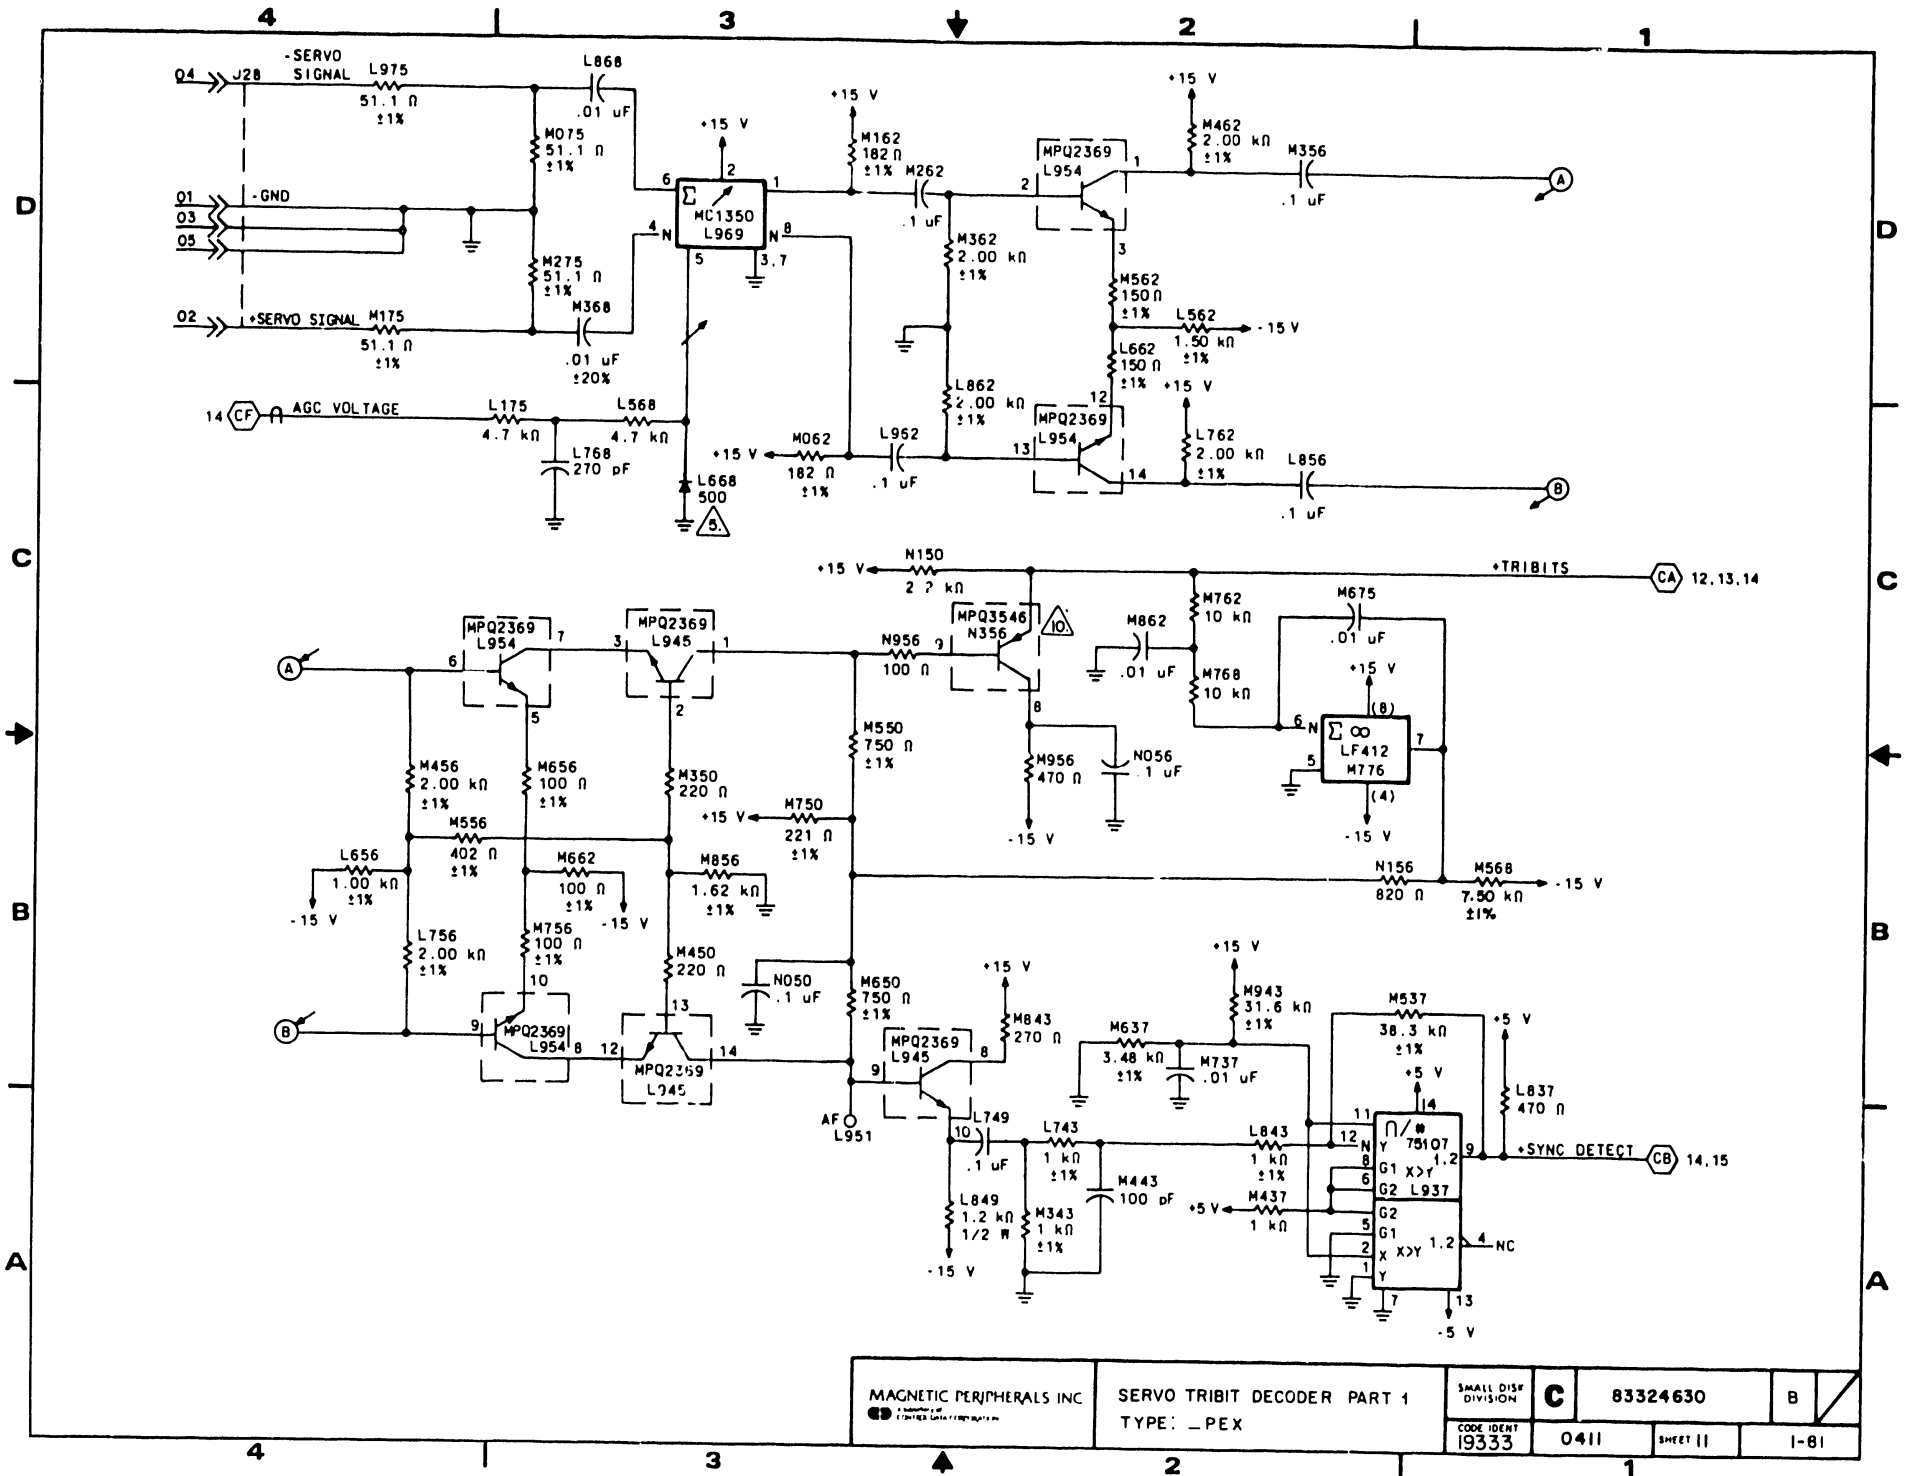 4
3
2
1
D
C
B
A
D
C
B
A
04
J28
-SERVO
SIGNAL
L975
51.1 Ω
±1%
L868
.01 uF
M075
51.1 Ω
±1%
01
-GND
03
05
M275
51.1 Ω
±1%
02
+SERVO SIGNAL
M175
51.1 Ω
±1%
M368
.01 uF
±20%
+15 V
2
6
Σ
1
MC1350
4
N
L969
N
8
5
3,7
+15 V
M162
182Ω
±1%
M262
.1 uF
M362
2.00 kΩ
±1%
MPQ2369
L954
2
1
3
+15 V
M462
2.00 kΩ
±1%
M356
.1 uF
A
M562
150Ω
±1%
L562
1.50 kΩ
±1%
-15 V
L662
150 Ω
±1%
14
CF
AGC VOLTAGE
L175
4.7 kΩ
L568
4.7 kΩ
L768
270 pF
L668
500
5.
+15 V
M062
182 Ω
±1%
L962
.1 uF
L862
2.00 kΩ
±1%
12
MPQ2369
L954
13
14
+15 V
L762
2.00 kΩ
±1%
L856
.1 uF
B
+15 V
N150
+TRIBITS
CA
12,13,14
MPQ3546
N356
10.
N956
100 Ω
9
8
M862
.01 uF
M762
10 kΩ
M768
10 kΩ
M675
.01 uF
+15 V
(8)
6
N
Σ ∞
LF412
M776
7
5
(4)
-15 V
M956
470 Ω
-15 V
N056
.1 uF
A
6
MPQ2369
L954
7
5
3
MPQ2369
L945
1
2
M456
2.00 kΩ
±1%
M656
100 Ω
±1%
M350
220 Ω
M550
750 Ω
±1%
+15 V
M750
221 Ω
±1%
M556
402 Ω
±1%
L656
1.00 kΩ
±1%
-15 V
M662
100 Ω
±1%
-15 V
M856
1.62 kΩ
±1%
N156
820 Ω
M568
7.50 kΩ
±1%
-15 V
L756
2.00 kΩ
±1%
M756
100 Ω
±1%
M450
220 Ω
N050
.1 uF
M650
750 Ω
±1%
B
9
10
MPQ2369
L954
8
12
13
MPQ2369
L945
14
AF
L951
MPQ2369
L945
9
8
10
+15 V
M843
270 Ω
L749
.1 uF
L849
1.2 kΩ
1/2 W
-15 V
M343
1 kΩ
±1%
L743
1 kΩ
±1%
M443
100 pF
M637
3.48 kΩ
±1%
M737
.01 uF
+15 V
M943
31.6 kΩ
±1%
L843
1 kΩ
±1%
+5 V
M437
1 kΩ
M537
38.3 kΩ
±1%
+5 V
14
+5 V
L837
470 Ω
11
12
N
Y
8
G1
6
G2
∩/#
75107
1.2
X>Y
L937
9
+SYNC DETECT
CB
14,15
G2
5
G1
2
X
1
Y
X>Y
1.2
4
NC
7
13
-5 V
MAGNETIC PERIPHERALS INC
SERVO TRIBIT DECODER PART 1
TYPE: _PEX
SMALL DISK
DIVISION
C
83324630
B
CODE IDENT
19333
0411
SHEET 11
1-81
4
3
2
1